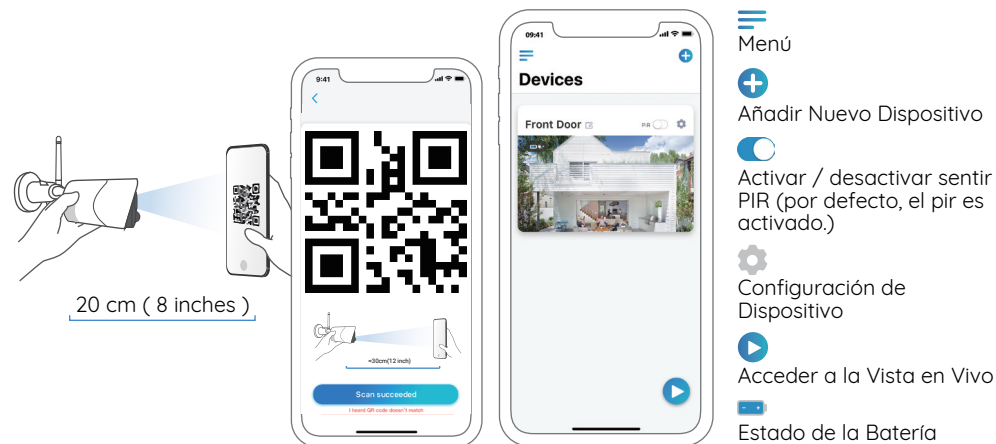 20 cm ( 8 inches )
9:41
≈30cm(12 inch)
Scan succeeded
I heard QR code doesn't match
09:41
Devices
Front Door
PIR
Menú
Añadir Nuevo Dispositivo
Activar / desactivar sentir
PIR (por defecto, el pir es
activado.)
Configuración de
Dispositivo
Acceder a la Vista en Vivo
Estado de la Batería